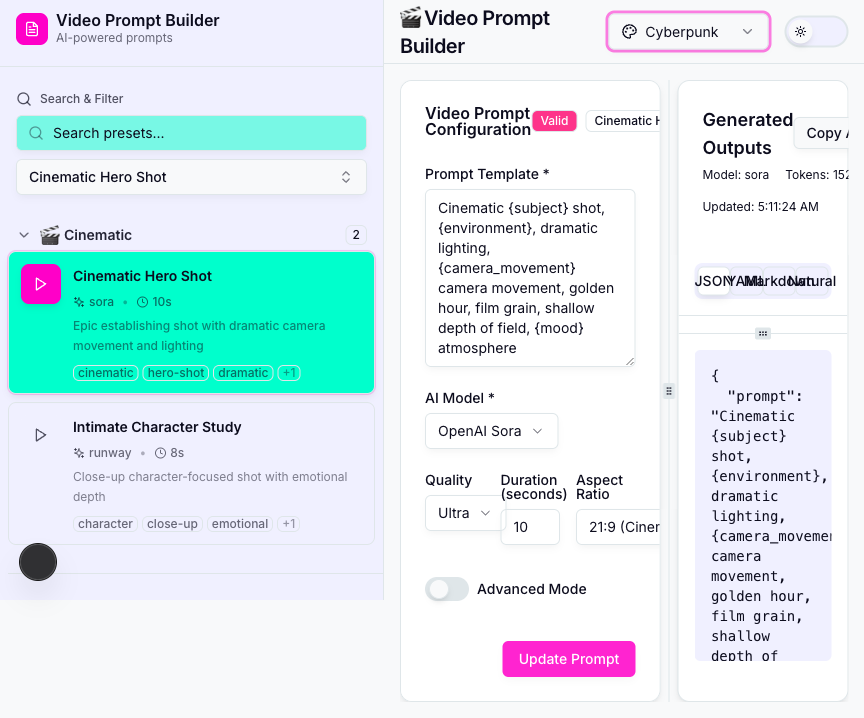 Video Prompt Builder
AI-powered prompts
Search & Filter
Search presets...
Cinematic Hero Shot
Cinematic
2
Cinematic Hero Shot
sora • 10s
Epic establishing shot with dramatic camera
movement and lighting
cinematic hero-shot dramatic +1
Intimate Character Study
runway • 8s
Close-up character-focused shot with emotional
depth
character close-up emotional +1
Video Prompt
Builder
Cyberpunk
Video Prompt
Configuration
Valid
Cinematic H
Prompt Template *
Cinematic {subject} shot,
{environment}, dramatic
lighting,
{camera_movement}
camera movement, golden
hour, film grain, shallow
depth of field, {mood}
atmosphere
AI Model *
OpenAI Sora
Quality
Ultra
Duration
(seconds)
10
Aspect
Ratio
21:9 (Ciner
Advanced Mode
Update Prompt
Generated
Outputs
Copy A
Model: sora Tokens: 152
Updated: 5:11:24 AM
JSON YAML Markdown Natural
{
"prompt":
"Cinematic
{subject}
shot,
{environment},
dramatic
lighting,
{camera_movemen
camera
movement,
golden hour,
film grain,
shallow
depth of